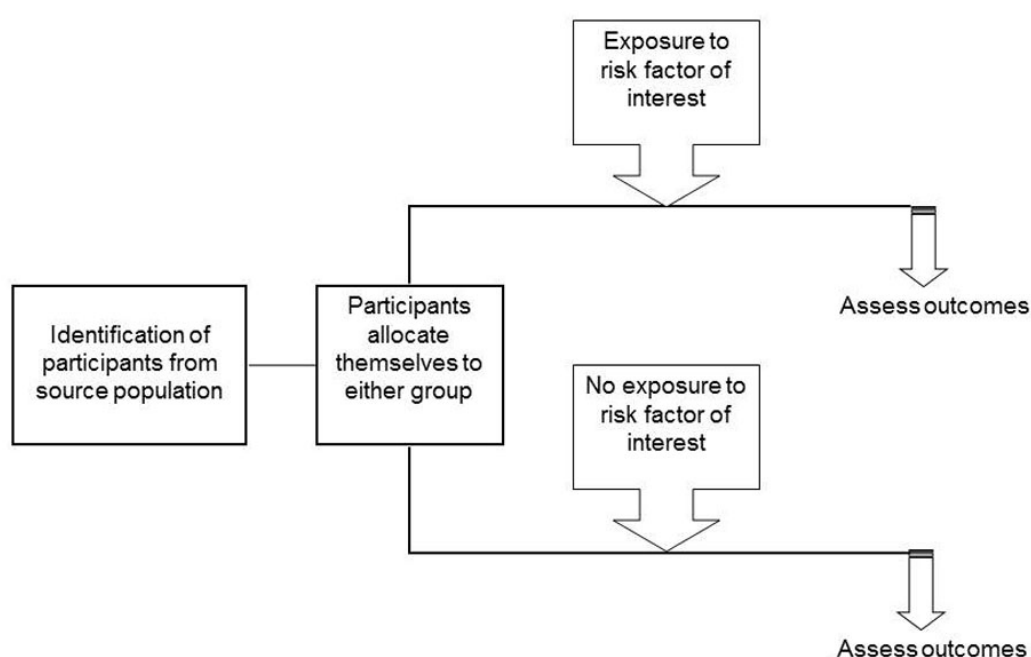 Exposure to
risk factor of
interest
Assess outcomes
Identification of
participants from
source population
Participants
allocate
themselves to
either group
No exposure to
risk factor of
interest
Assess outcomes